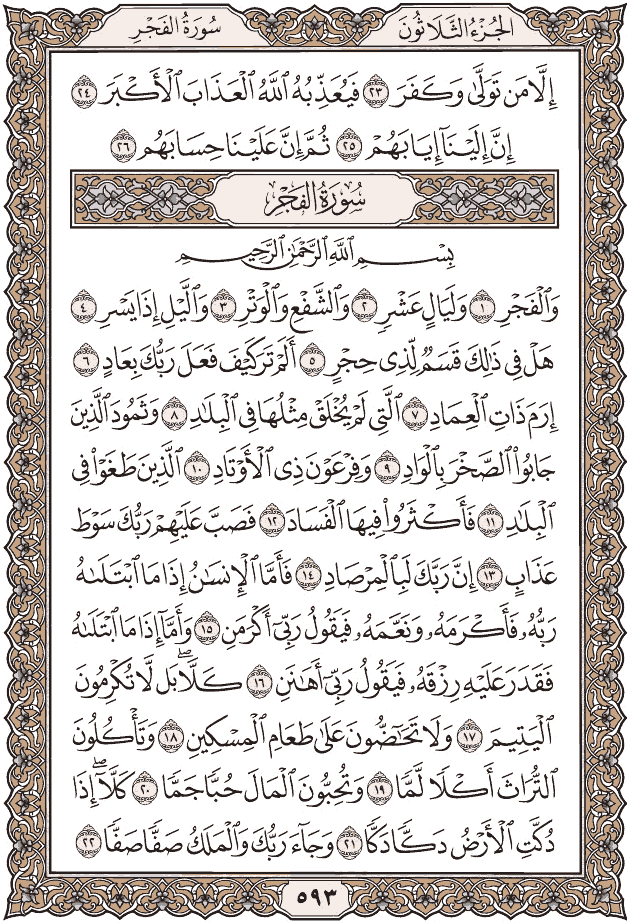 الجُزْءُ الثَّلَاثُونَ سُورَةُ الفَجْرِ
إِلَّا مَن تَوَلَّىٰ وَكَفَرَ ٢٣ فَيُعَذِّبُهُ ٱللَّهُ ٱلْعَذَابَ ٱلْأَكْبَرَ ٢٤
إِنَّ إِلَيْنَآ إِيَابَهُمْ ٢٥ ثُمَّ إِنَّ عَلَيْنَا حِسَابَهُم ٢٦
سُورَةُ الفَجْرِ
بِسْمِ ٱللَّهِ ٱلرَّحْمَٰنِ ٱلرَّحِيمِ
وَٱلْفَجْرِ ١ وَلَيَالٍ عَشْرٍ ٢ وَٱلشَّفْعِ وَٱلْوَتْرِ ٣ وَٱلَّيْلِ إِذَا يَسْرِ ٤
هَلْ فِى ذَٰلِكَ قَسَمٌ لِّذِى حِجْرٍ ٥ أَلَمْ تَرَ كَيْفَ فَعَلَ رَبُّكَ بِعَادٍ ٦
إِرَمَ ذَاتِ ٱلْعِمَادِ ٧ ٱلَّتِى لَمْ يُخْلَقْ مِثْلُهَا فِى ٱلْبِلَٰدِ ٨ وَثَمُودَ ٱلَّذِينَ
جَابُوا۟ ٱلصَّخْرَ بِٱلْوَادِ ٩ وَفِرْعَوْنَ ذِى ٱلْأَوْتَادِ ١٠ ٱلَّذِينَ طَغَوْا۟ فِى
ٱلْبِلَٰدِ ١١ فَأَكْثَرُوا۟ فِيهَا ٱلْفَسَادَ ١٢ فَصَبَّ عَلَيْهِمْ رَبُّكَ سَوْطَ
عَذَابٍ ١٣ إِنَّ رَبَّكَ لَبِٱلْمِرْصَادِ ١٤ فَأَمَّا ٱلْإِنسَٰنُ إِذَا مَا ٱبْتَلَىٰهُ
رَبُّهُۥ فَأَكْرَمَهُۥ وَنَعَّمَهُۥ فَيَقُولُ رَبِّىٓ أَكْرَمَنِ ١٥ وَأَمَّآ إِذَا مَا ٱبْتَلَىٰهُ
فَقَدَرَ عَلَيْهِ رِزْقَهُۥ فَيَقُولُ رَبِّىٓ أَهَٰنَنِ ١٦ كَلَّا ۖ بَل لَّا تُكْرِمُونَ
ٱلْيَتِيمَ ١٧ وَلَا تَحَٰٓضُّونَ عَلَىٰ طَعَامِ ٱلْمِسْكِينِ ١٨ وَتَأْكُلُونَ
ٱلتُّرَاثَ أَكْلًا لَّمًّا ١٩ وَتُحِبُّونَ ٱلْمَالَ حُبًّا جَمًّا ٢٠ كَلَّآ ۖ إِذَا
دُكَّتِ ٱلْأَرْضُ دَكًّا دَكًّا ٢١ وَجَآءَ رَبُّكَ وَٱلْمَلَكُ صَفًّا صَفًّا ٢٢
٥٩٣